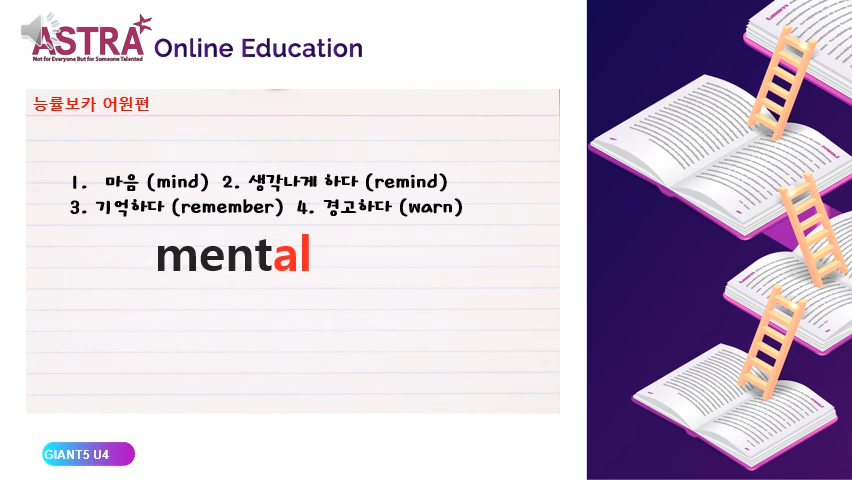 ASTRA
Not for Everyone But for Someone Talented
Online Education
능률보카 어원편
1. 마음 (mind) 2. 생각나게 하다 (remind)
3. 기억하다 (remember) 4. 경고하다 (warn)
mental
GIANT5 U4